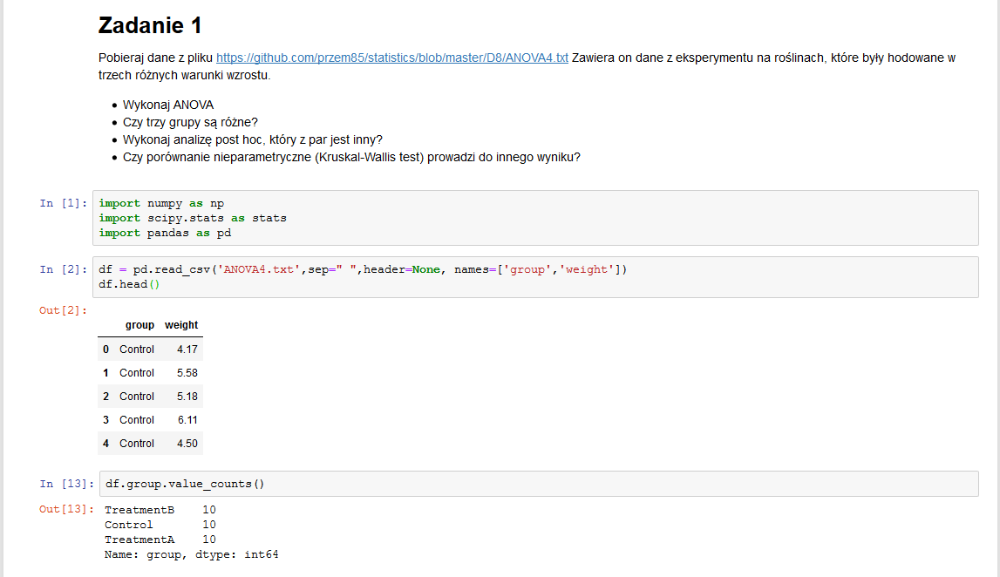 Zadanie 1
Pobieraj dane z pliku https://github.com/przem85/statistics/blob/master/D8/ANOVA4.txt Zawiera on dane z eksperymentu na roślinach, które były hodowane w
trzech różnych warunki wzrostu.
• Wykonaj ANOVA
• Czy trzy grupy są różne?
• Wykonaj analizę post hoc, który z par jest inny?
• Czy porównanie nieparametryczne (Kruskal-Wallis test) prowadzi do innego wyniku?
In [1]: import numpy as np
import scipy.stats as stats
import pandas as pd
In [2]: df = pd.read_csv('ANOVA4.txt',sep=" ",header=None, names=['group','weight'])
df.head()
Out[2]:
group weight
0 Control 4.17
1 Control 5.58
2 Control 5.18
3 Control 6.11
4 Control 4.50
In [13]: df.group.value_counts()
Out[13]: TreatmentB 10
Control 10
TreatmentA 10
Name: group, dtype: int64